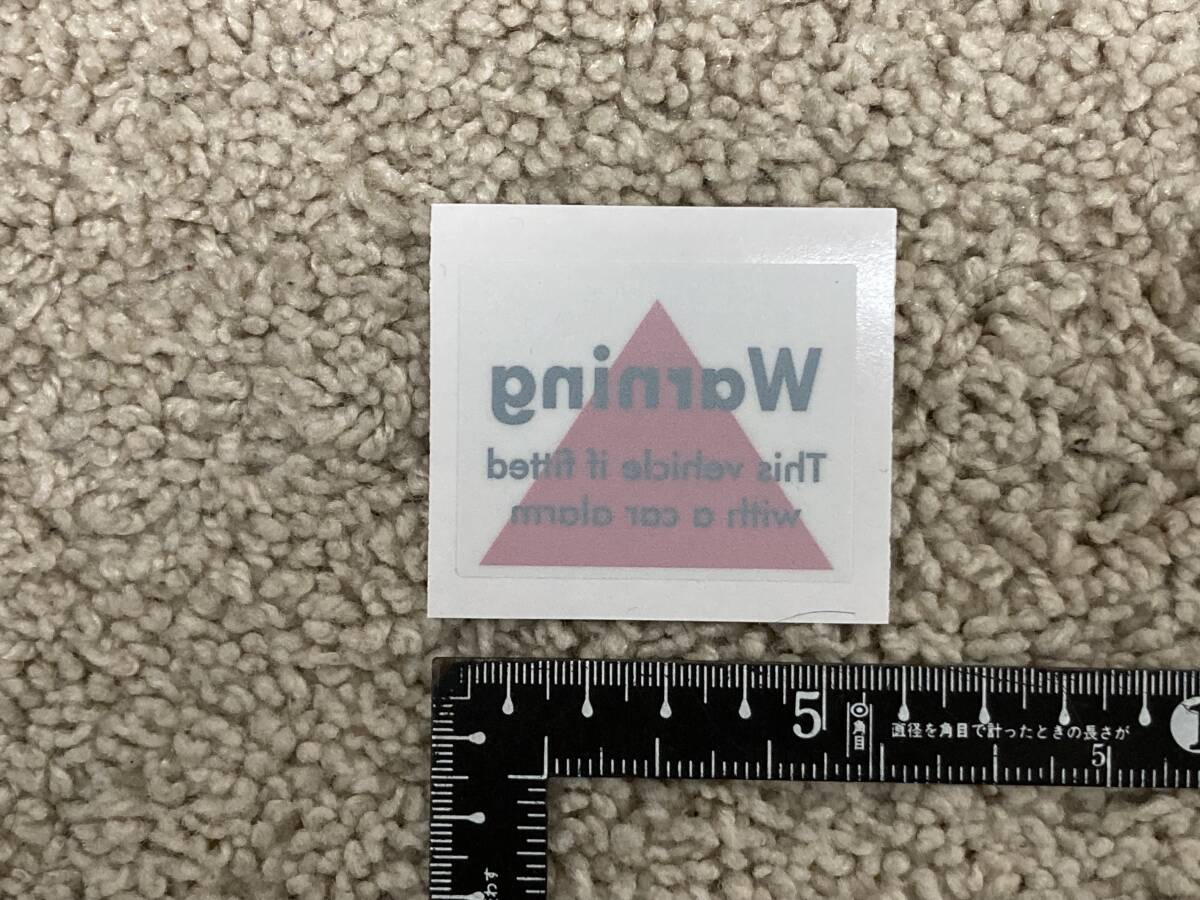 Warning
This vehicle if fitted
with a car alarm
5
角目
直径を角目で計ったときの長さが
5